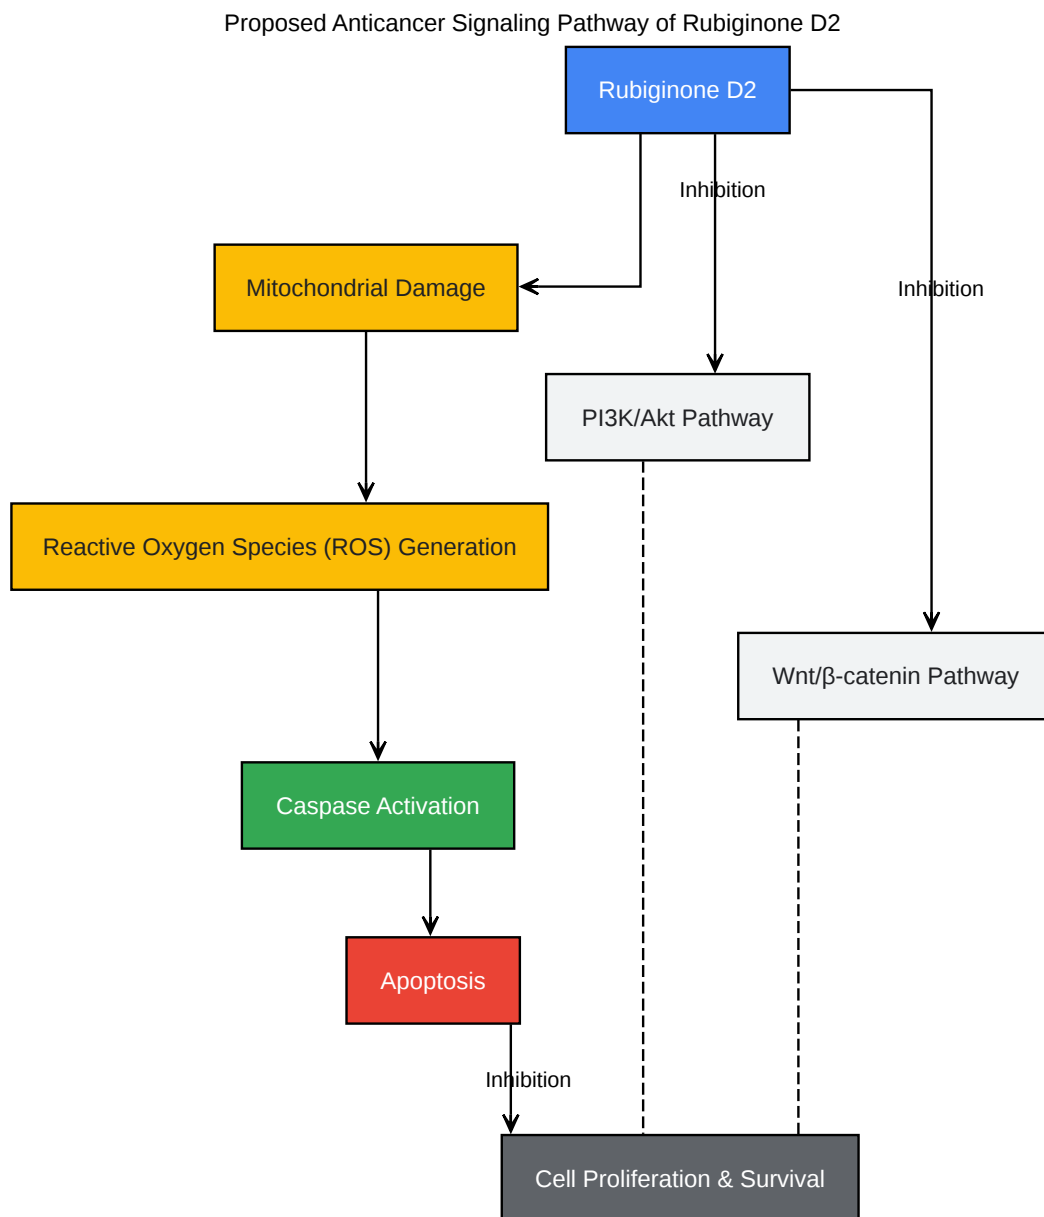 Proposed Anticancer Signaling Pathway of Rubiginone D2
Rubiginone D2
Inhibition
Mitochondrial Damage
Inhibition
PI3K/Akt Pathway
Reactive Oxygen Species (ROS) Generation
Wnt/β-catenin Pathway
Caspase Activation
Apoptosis
Inhibition
Cell Proliferation & Survival